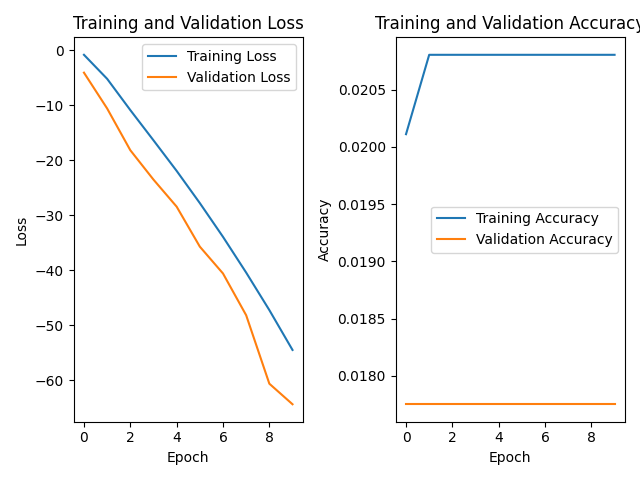 Training and Validation Loss
Training Loss
Validation Loss
0
−10
−20
−30
−40
−50
−60
Loss
0 2 4 6 8
Epoch
Training and Validation Accuracy
Training Accuracy
Validation Accuracy
0.0205
0.0200
0.0195
0.0190
0.0185
0.0180
Accuracy
0 2 4 6 8
Epoch